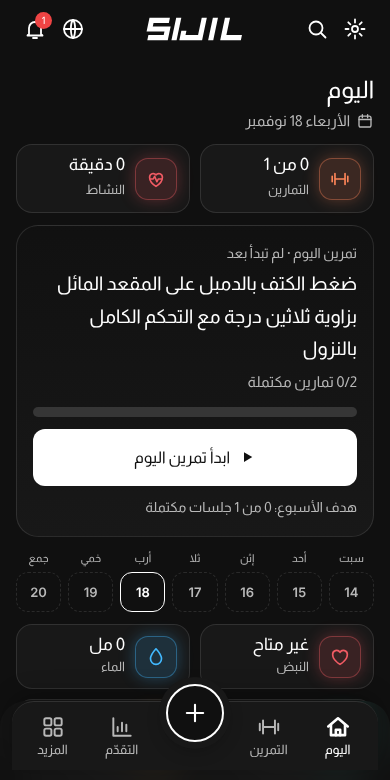 1
SIJIL
اليوم
الأربعاء 18 نوفمبر
0 من 1
التمارين
0 دقيقة
النشاط
تمرين اليوم · لم تبدأ بعد
ضغط الكتف بالدمبل على المقعد المائل
بزاوية ثلاثين درجة مع التحكم الكامل
بالنزول
0/2 تمارين مكتملة
ابدأ تمرين اليوم
هدف الأسبوع: 0 من 1 جلسات مكتملة
سبت أحد إثن ثلا أرب خمي جمع
14 15 16 17 18 19 20
غير متاح
النبض
0 مل
الماء
اليوم
التمرين
التقدّم
المزيد